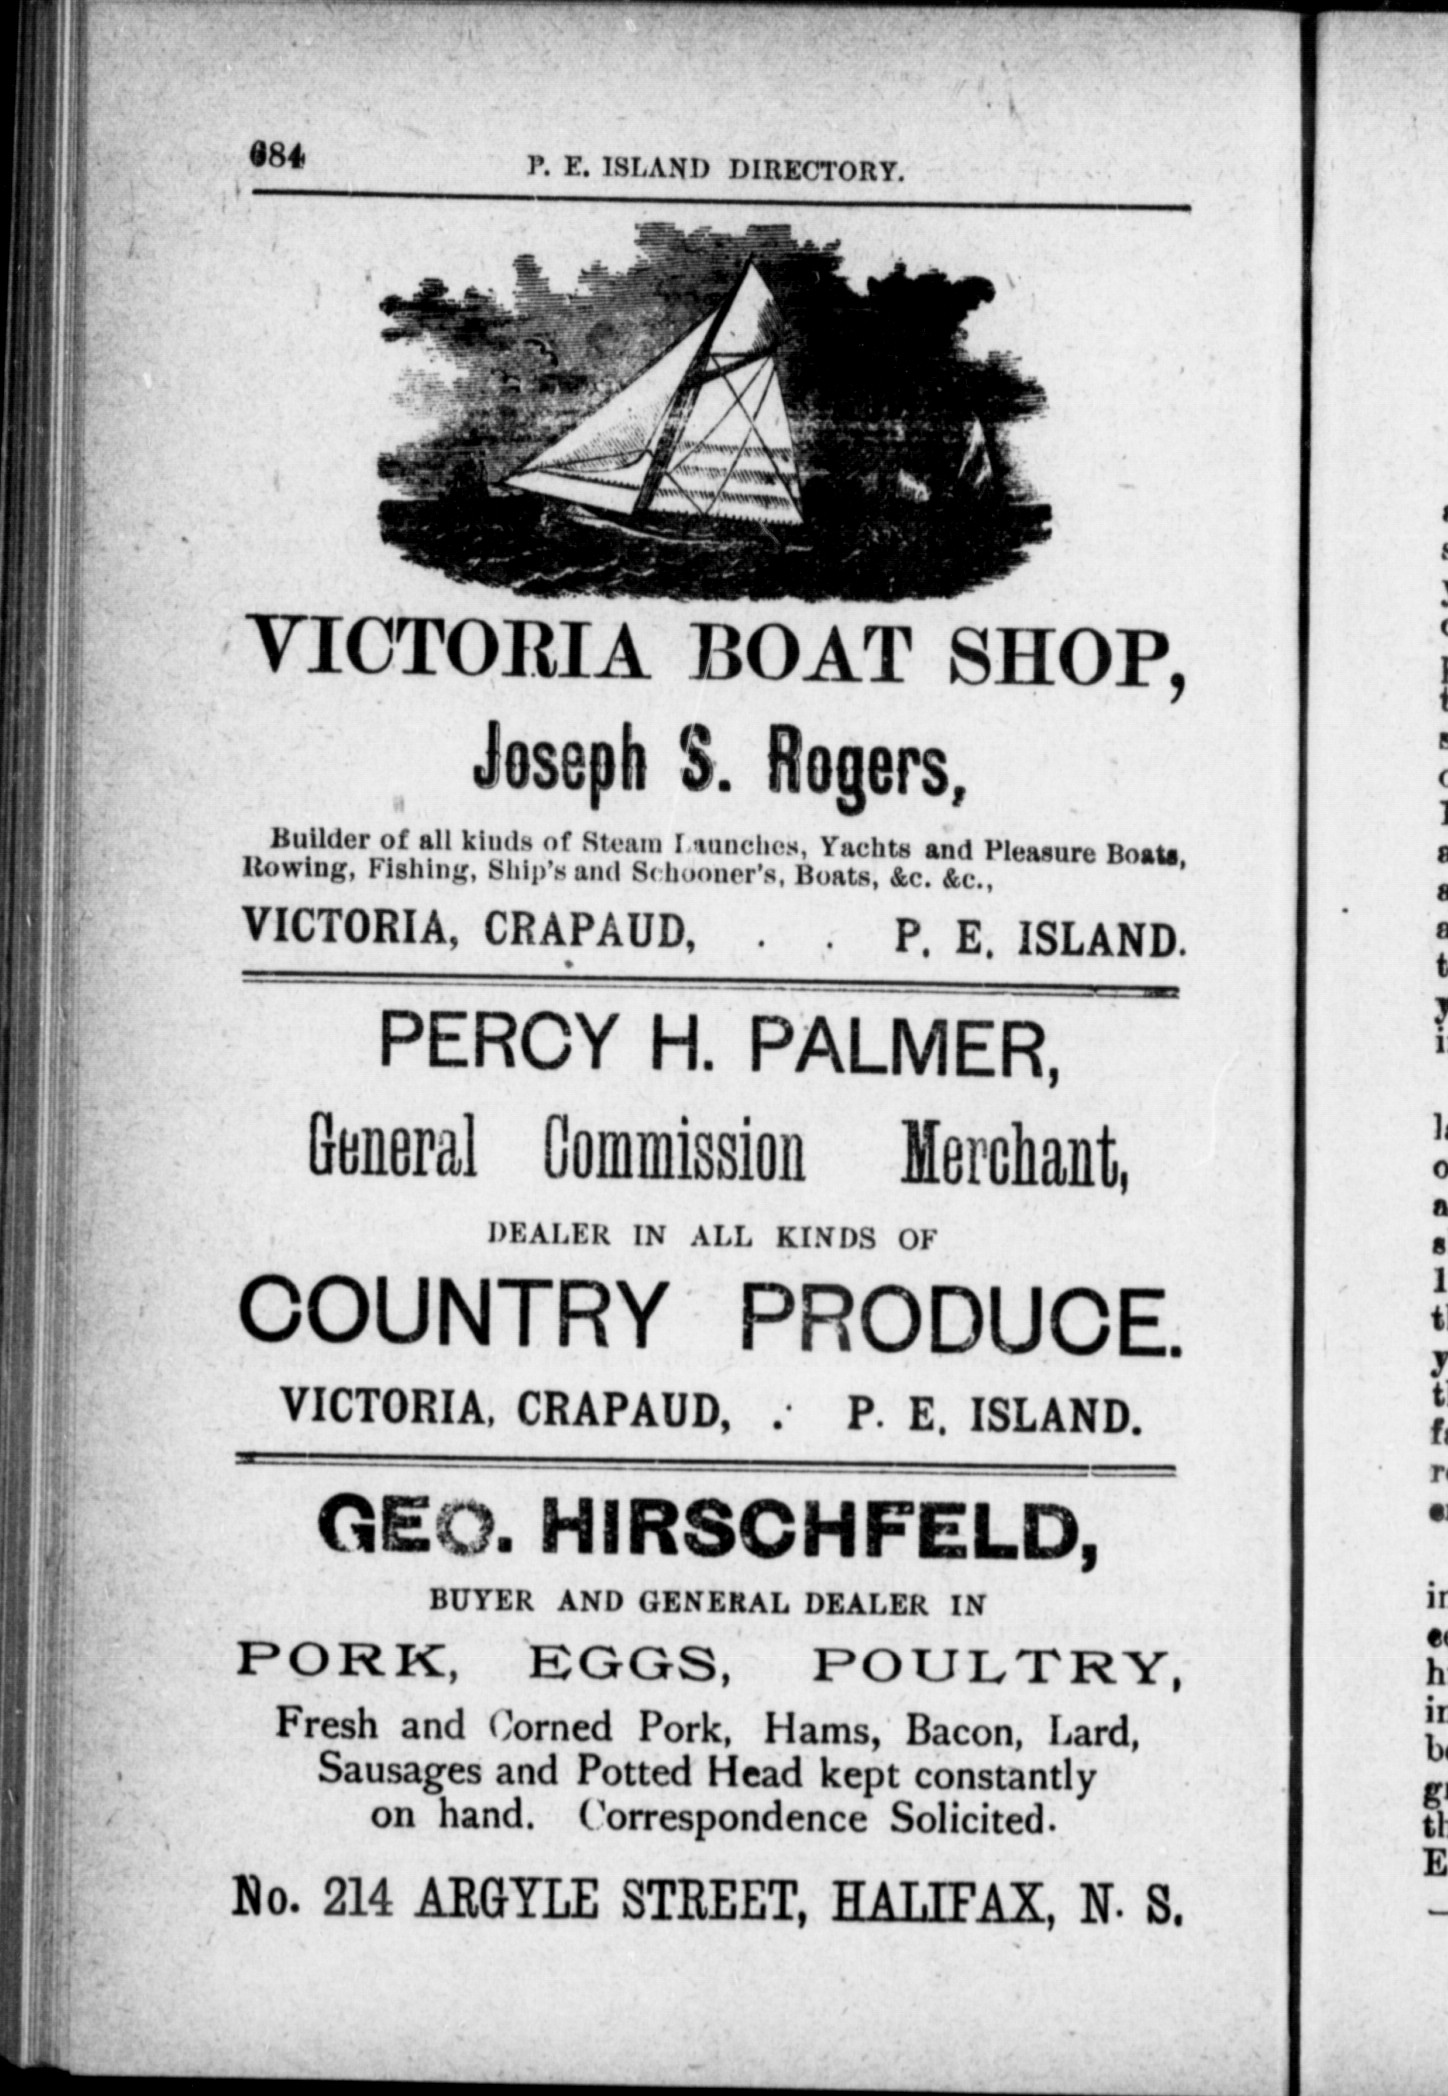 684
P. E. ISLAND DIRECTORY.
VICTORIA BOAT SHOP,
Joseph S. Rogers,
Builder of all kinds of Steam Launches, Yachts and Pleasure Boats,
Rowing, Fishing, Ship's and Schooner's, Boats, &c. &c.,
VICTORIA, CRAPAUD, . . P. E. ISLAND.
PERCY H. PALMER,
General Commission Merchant,
DEALER IN ALL KINDS OF
COUNTRY PRODUCE.
VICTORIA, CRAPAUD, . P. E. ISLAND.
GEO. HIRSCHFELD,
BUYER AND GENERAL DEALER IN
PORK, EGGS, POULTRY,
Fresh and Corned Pork, Hams, Bacon, Lard,
Sausages and Potted Head kept constantly
on hand. Correspondence Solicited.
No. 214 ARGYLE STREET, HALIFAX, N. S.